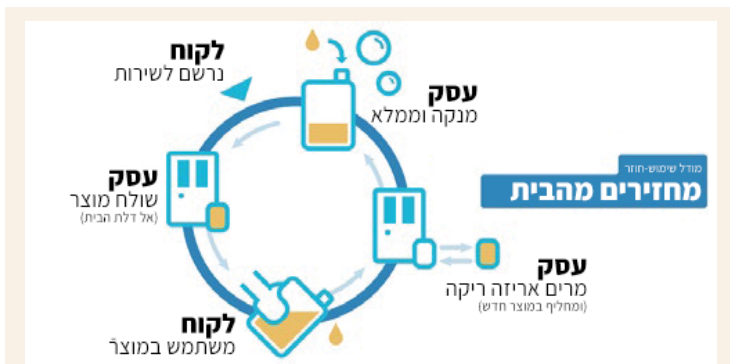 מודל שימוש-חוזר
מחזירים מהבית
לקוח
נרשם לשירות
עסק
שולח מוצר
(אל דלת הבית)
לקוח
משתמש במוצר
עסק
מרים אריזה ריקה
(ומחליף במוצר חדש)
עסק
מנקה וממלא